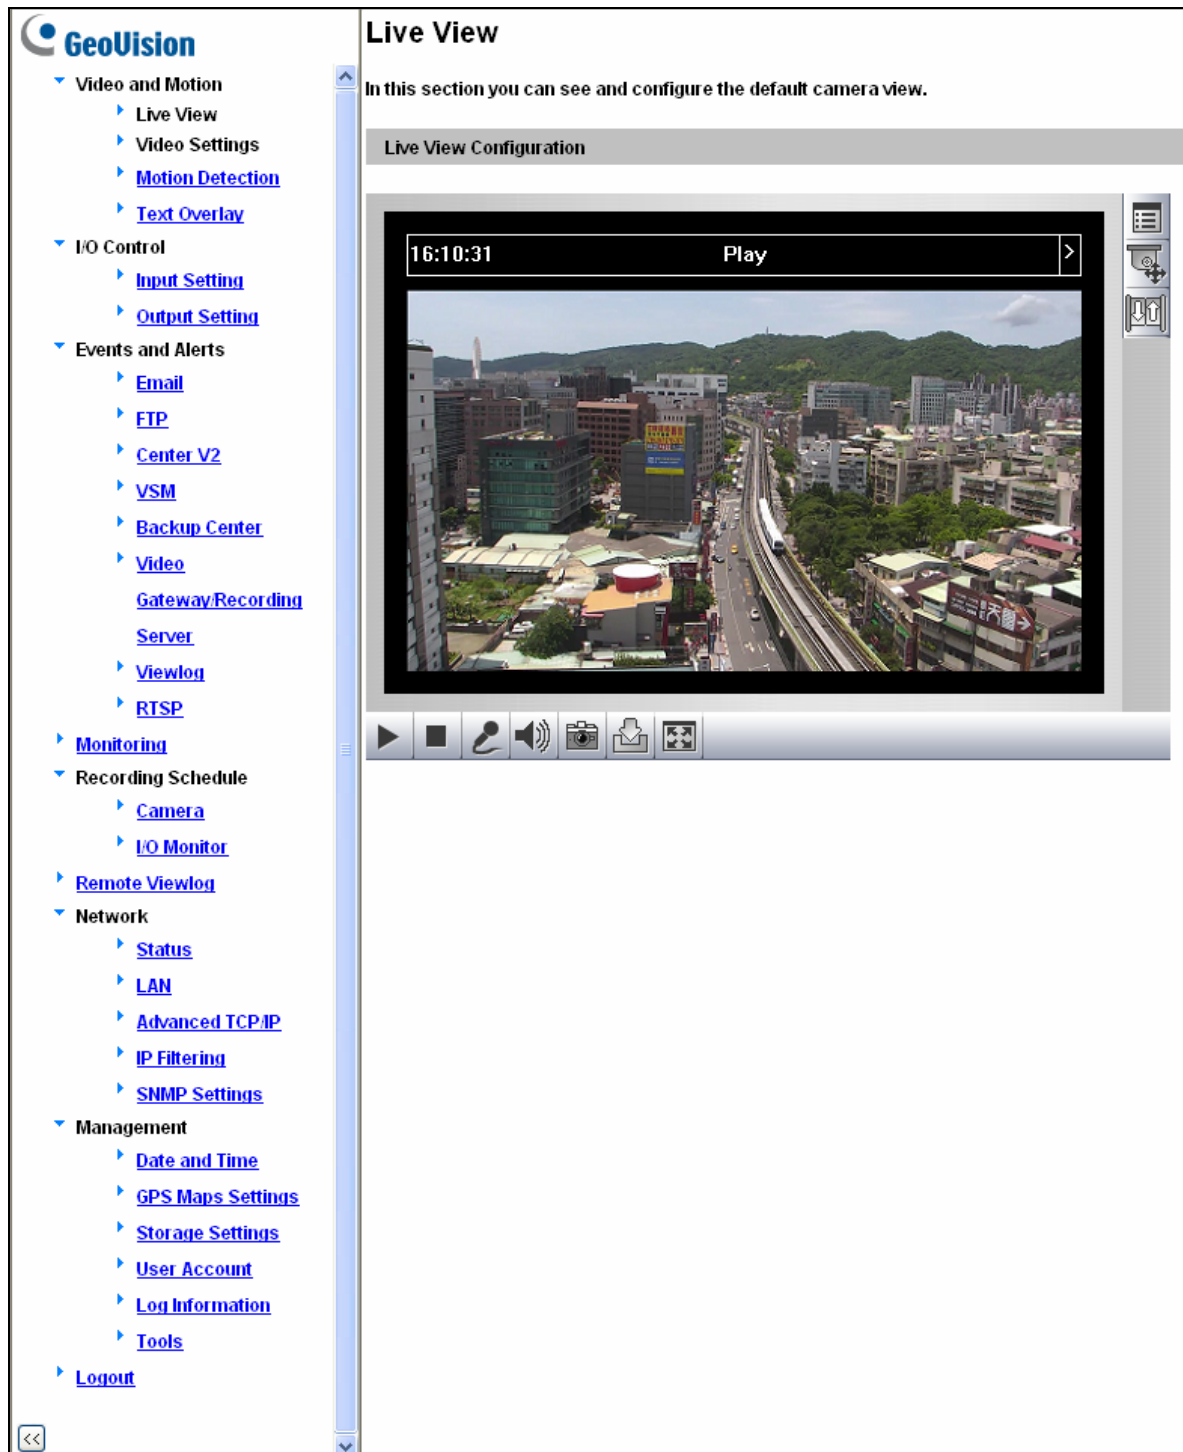 GeoVision
Video and Motion
Live View
Video Settings
Motion Detection
Text Overlay
I/O Control
Input Setting
Output Setting
Events and Alerts
Email
FTP
Center V2
VSM
Backup Center
Video
Gateway/Recording
Server
Viewlog
RTSP
Monitoring
Recording Schedule
Camera
I/O Monitor
Remote Viewlog
Network
Status
LAN
Advanced TCP/IP
IP Filtering
SNMP Settings
Management
Date and Time
GPS Maps Settings
Storage Settings
User Account
Log Information
Tools
Logout
<<
Live View
In this section you can see and configure the default camera view.
Live View Configuration
16:10:31 Play >